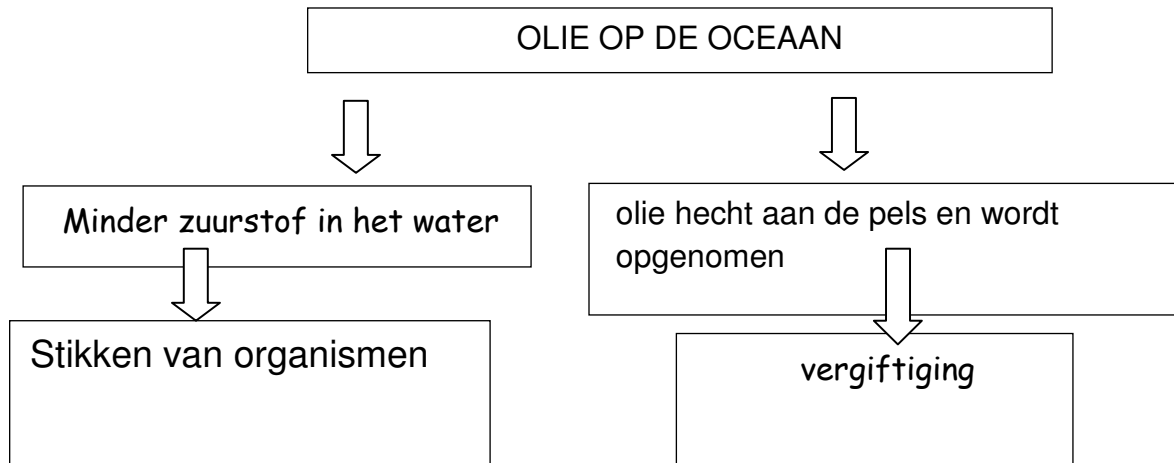 OLIE OP DE OCEAAN
Minder zuurstof in het water
olie hecht aan de pels en wordt
opgenomen
Stikken van organismen
vergiftiging